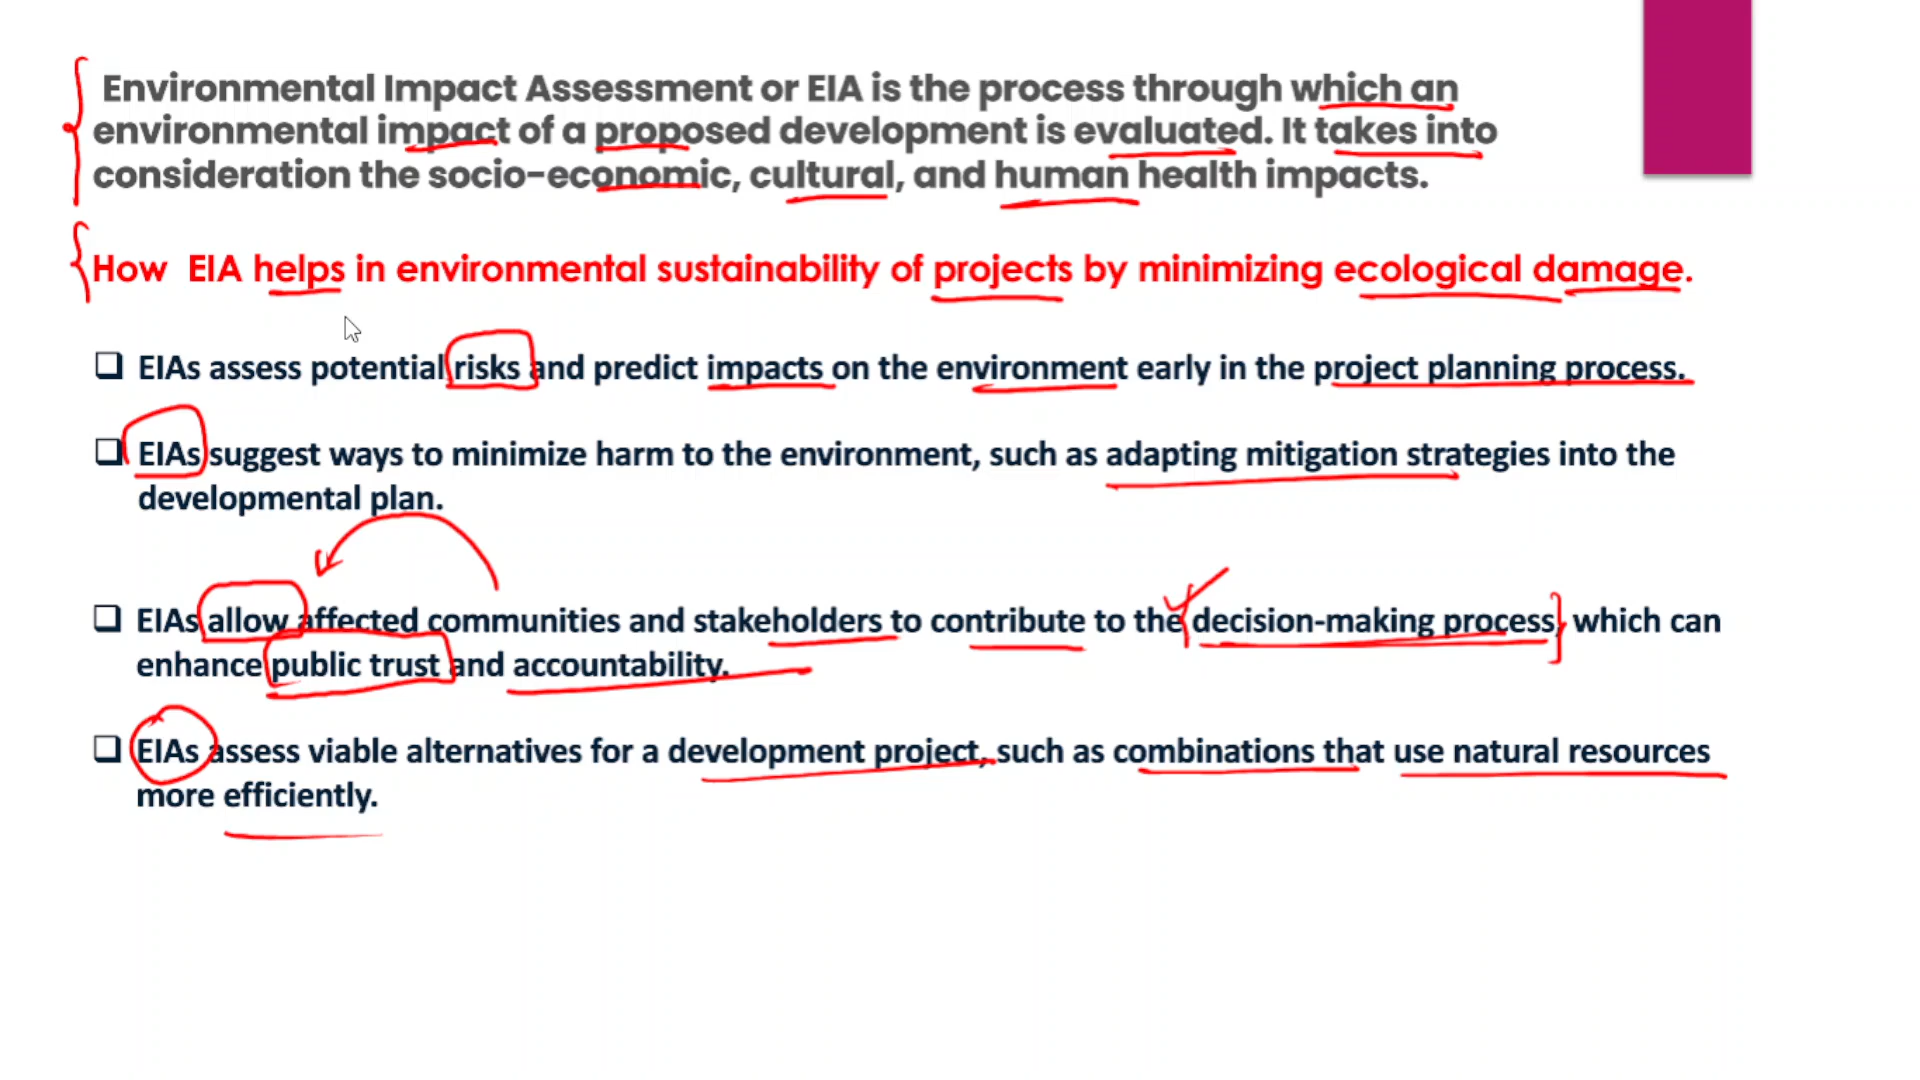 Environmental Impact Assessment or EIA is the process through which an
environmental impact of a proposed development is evaluated. It takes into
consideration the socio-economic, cultural, and human health impacts.
How EIA helps in environmental sustainability of projects by minimizing ecological damage.
❑ EIAs assess potential risks and predict impacts on the environment early in the project planning process.
❑ EIAs suggest ways to minimize harm to the environment, such as adapting mitigation strategies into the
developmental plan.
❑ EIAs allow affected communities and stakeholders to contribute to the decision-making process, which can
enhance public trust and accountability.
❑ EIAs assess viable alternatives for a development project, such as combinations that use natural resources
more efficiently.